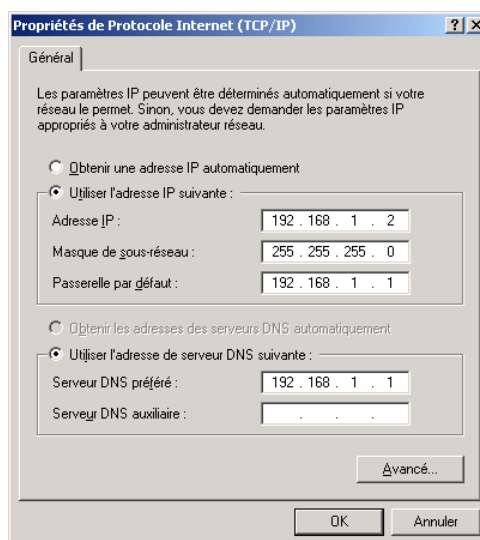 Propriétés de Protocole Internet (TCP/IP)
Général
Les paramètres IP peuvent être déterminés automatiquement si votre
réseau le permet. Sinon, vous devez demander les paramètres IP
appropriés à votre administrateur réseau.
Obtenir une adresse IP automatiquement
Utiliser l'adresse IP suivante :
Adresse IP : 192 . 168 . 1 . 2
Masque de sous-réseau : 255 . 255 . 255 . 0
Passerelle par défaut : 192 . 168 . 1 . 1
Obtenir les adresses des serveurs DNS automatiquement
Utiliser l'adresse de serveur DNS suivante :
Serveur DNS préféré : 192 . 168 . 1 . 1
Serveur DNS auxiliaire : . . .
Avancé...
OK Annuler